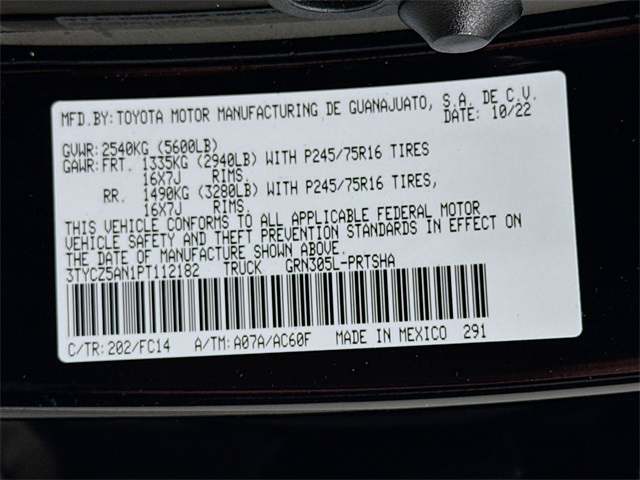 MFD.BY:TOYOTA MOTOR MANUFACTURING DE GUANAJUATO, S.A. DE C.V.
DATE: 10/22
GVWR:2540KG (5600LB)
GAWR:FRT. 1335KG (2940LB) WITH P245/75R16 TIRES
16X7J RIMS.
RR. 1490KG (3280LB) WITH P245/75R16 TIRES,
16X7J RIMS.
THIS VEHICLE CONFORMS TO ALL APPLICABLE FEDERAL MOTOR
VEHICLE SAFETY AND THEFT PREVENTION STANDARDS IN EFFECT ON
THE DATE OF MANUFACTURE SHOWN ABOVE.
3TYCZ5AN1PT112182 TRUCK GRN305L-PRTSHA
C/TR:202/FC14 A/TM:A07A/AC60F MADE IN MEXICO 291